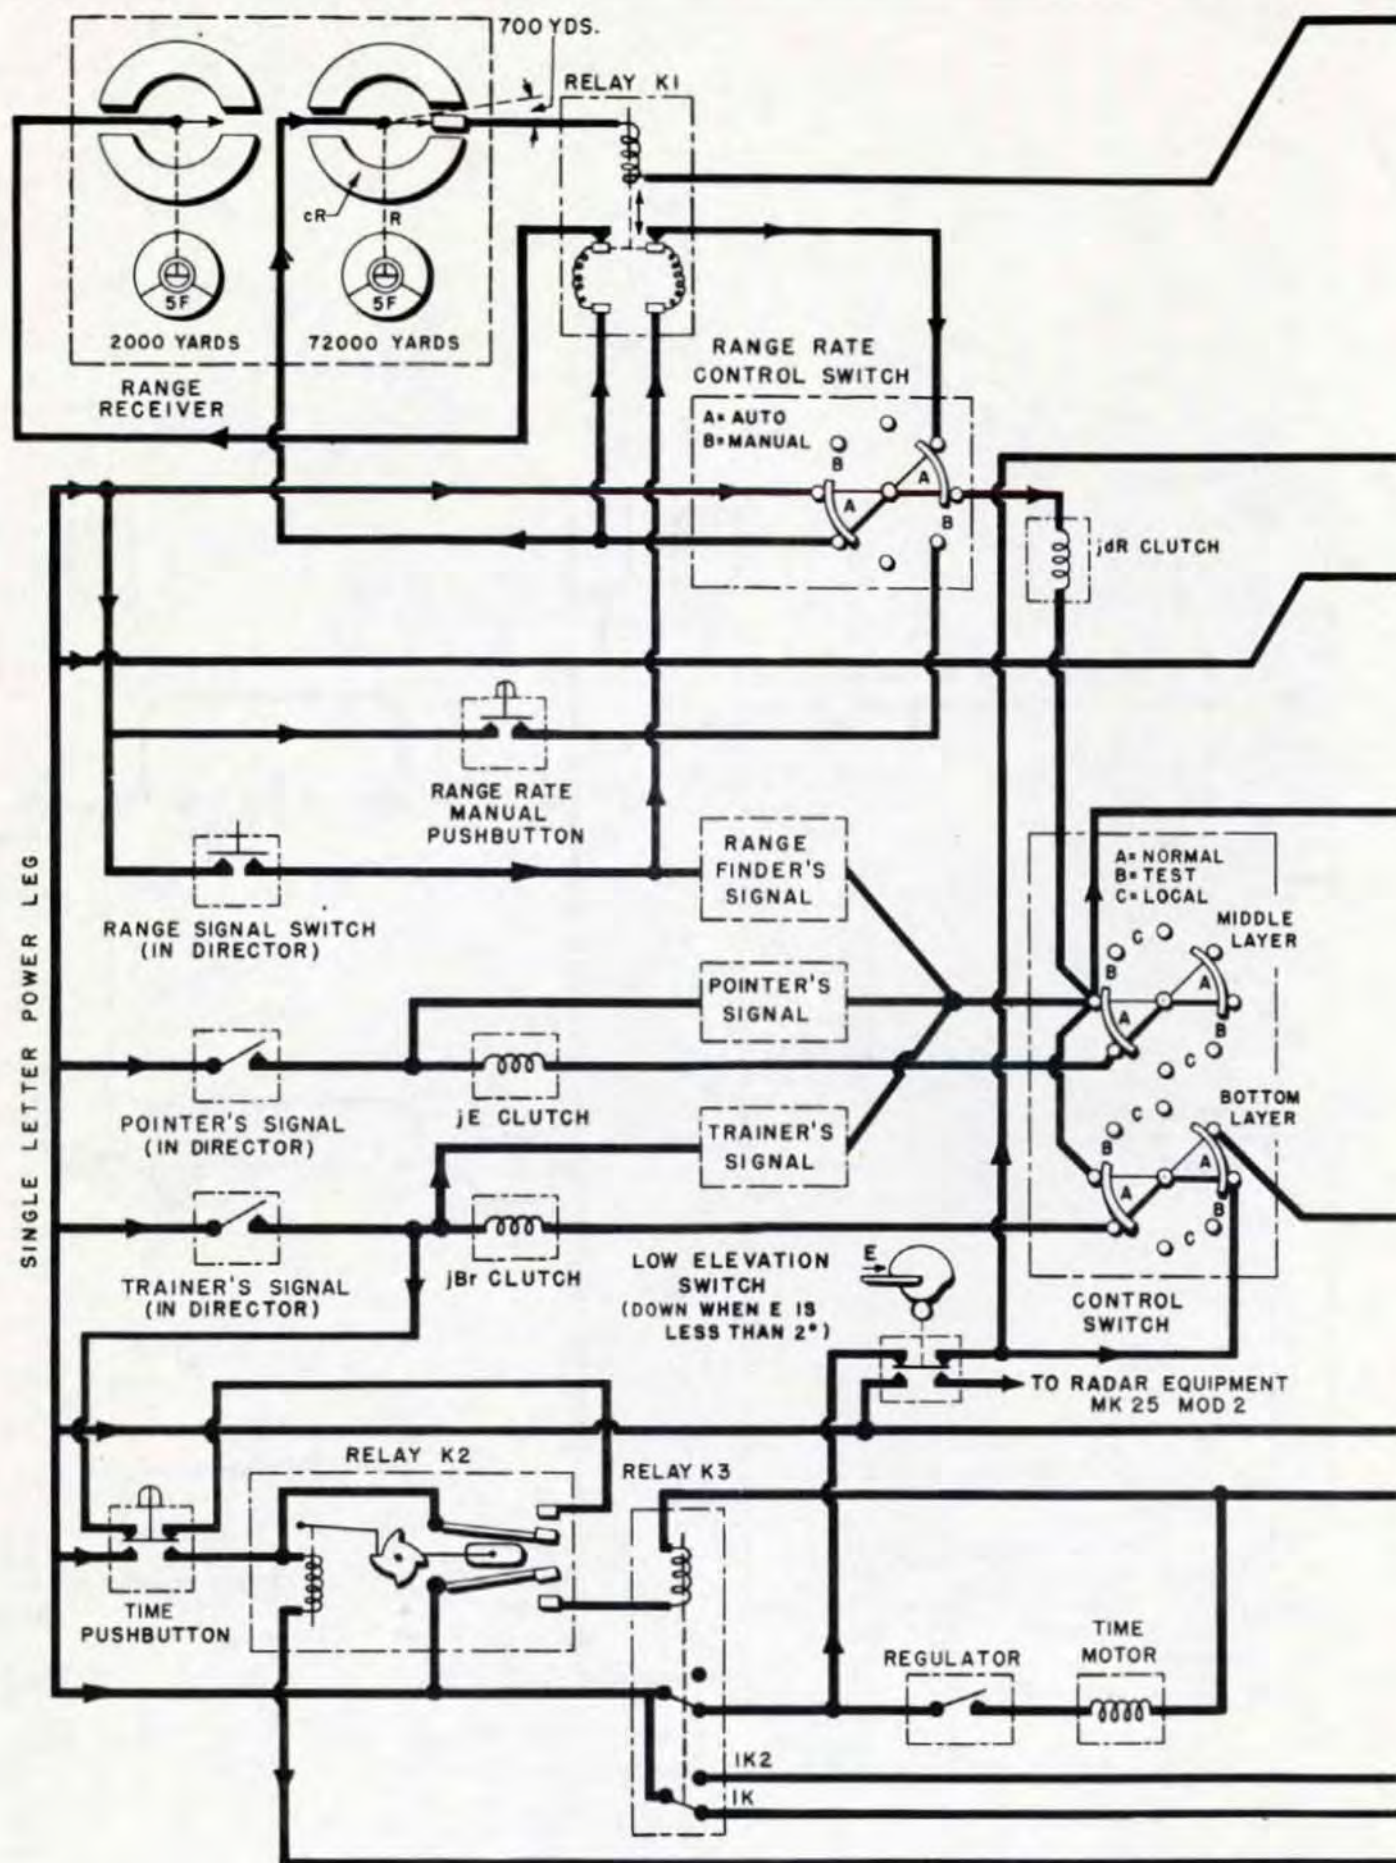 700 YDS.
RELAY K1
cR
R
5F
5F
2000 YARDS
72000 YARDS
RANGE
RECEIVER
RANGE RATE
CONTROL SWITCH
A = AUTO
B = MANUAL
B
A
A
B
jdR CLUTCH
RANGE RATE
MANUAL
PUSHBUTTON
RANGE SIGNAL SWITCH
(IN DIRECTOR)
RANGE
FINDER'S
SIGNAL
A = NORMAL
B = TEST
C = LOCAL
MIDDLE
LAYER
C
B
A
A
B
C
POINTER'S
SIGNAL
SINGLE LETTER POWER LEG
POINTER'S SIGNAL
(IN DIRECTOR)
jE CLUTCH
TRAINER'S
SIGNAL
BOTTOM
LAYER
C
B
A
A
B
C
TRAINER'S SIGNAL
(IN DIRECTOR)
jBr CLUTCH
LOW ELEVATION
SWITCH
(DOWN WHEN E IS
LESS THAN 2°)
E
CONTROL
SWITCH
TO RADAR EQUIPMENT
MK 25 MOD 2
RELAY K2
RELAY K3
TIME
PUSHBUTTON
REGULATOR
TIME
MOTOR
IK2
IK